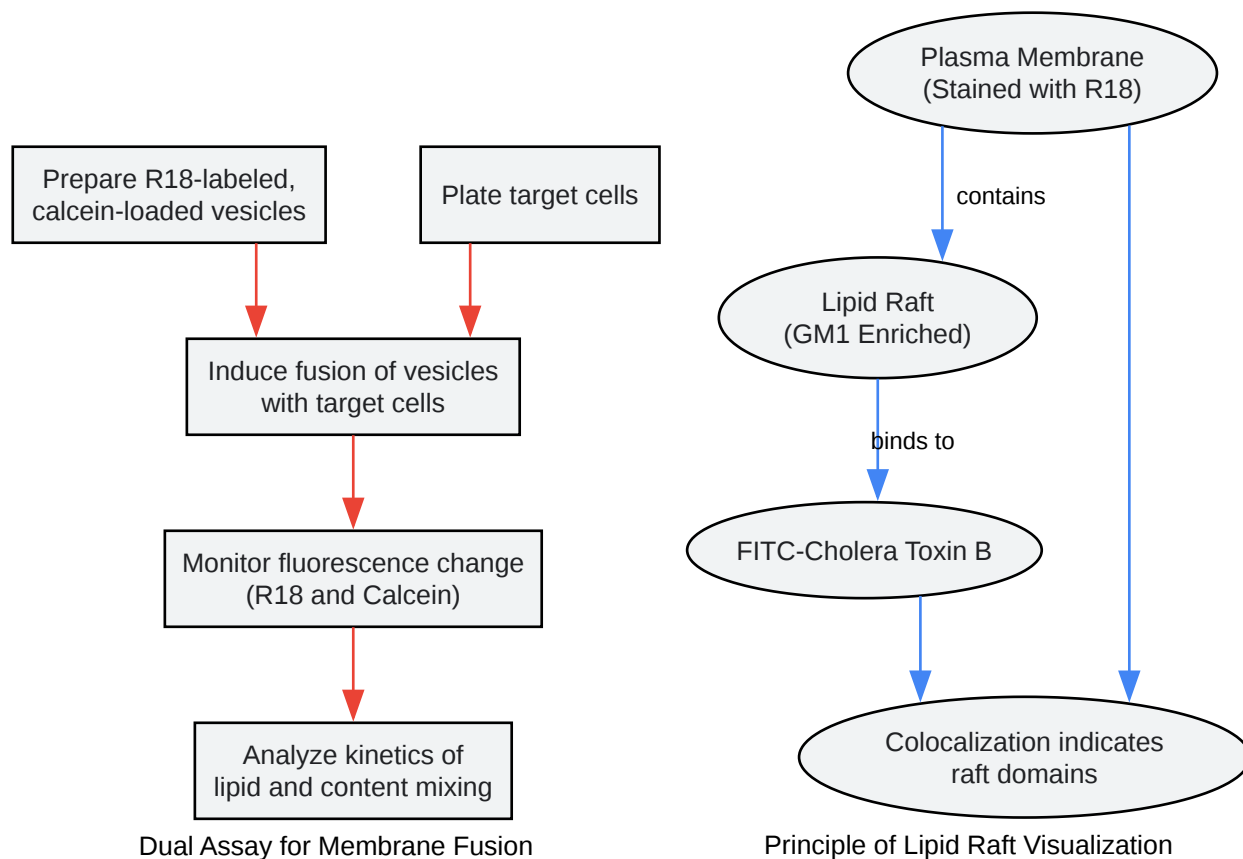 Prepare R18-labeled,
calcein-loaded vesicles
Plate target cells
Induce fusion of vesicles
with target cells
Monitor fluorescence change
(R18 and Calcein)
Analyze kinetics of
lipid and content mixing
Dual Assay for Membrane Fusion
Plasma Membrane
(Stained with R18)
contains
Lipid Raft
(GM1 Enriched)
binds to
FITC-Cholera Toxin B
Colocalization indicates
raft domains
Principle of Lipid Raft Visualization